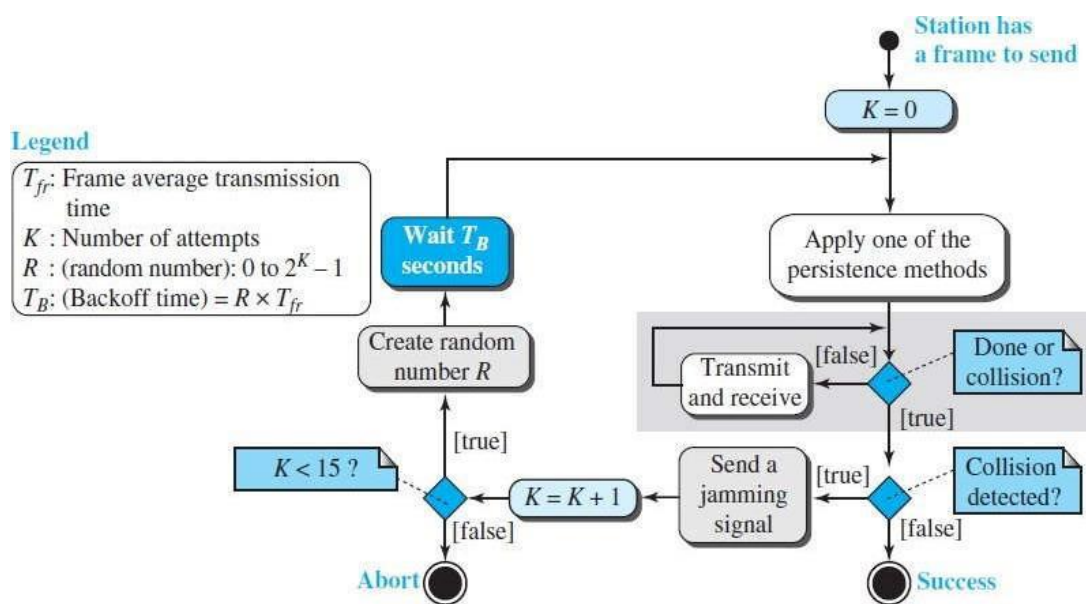 Station has
a frame to send
K = 0
Legend
T_fr: Frame average transmission
time
K : Number of attempts
R : (random number): 0 to 2^K – 1
T_B: (Backoff time) = R × T_fr
Wait T_B
seconds
Apply one of the
persistence methods
Create random
number R
[false]
Transmit
and receive
Done or
collision?
[true]
[true]
K < 15 ?
K = K + 1
Send a
jamming
signal
[true]
Collision
detected?
[false]
[false]
Abort
Success